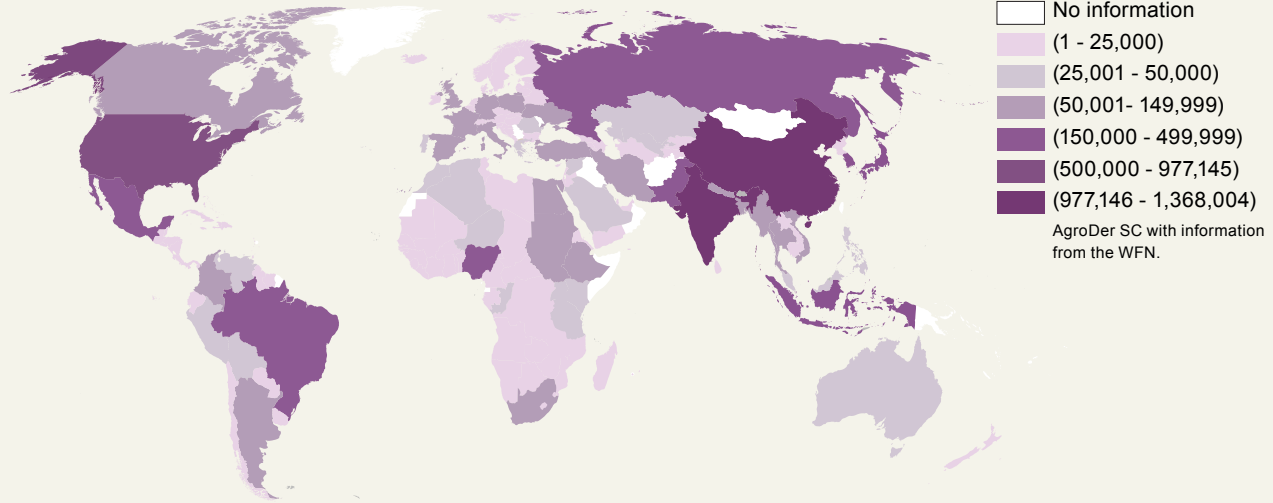 No information
(1 - 25,000)
(25,001 - 50,000)
(50,001- 149,999)
(150,000 - 499,999)
(500,000 - 977,145)
(977,146 - 1,368,004)
AgroDer SC with information
from the WFN.